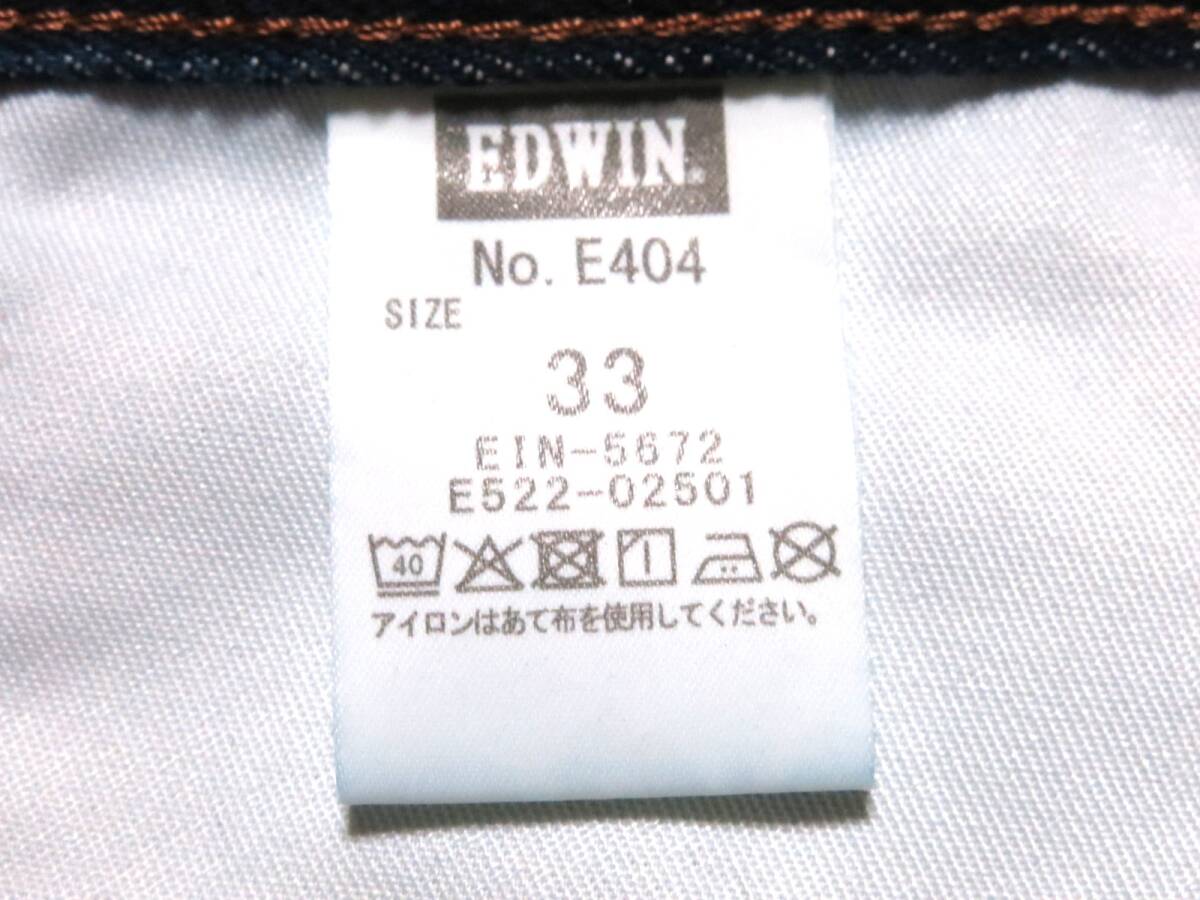 EDWIN.
No. E404
SIZE
33
EIN-5672
E522-02501
40
アイロンはあて布を使用してください。